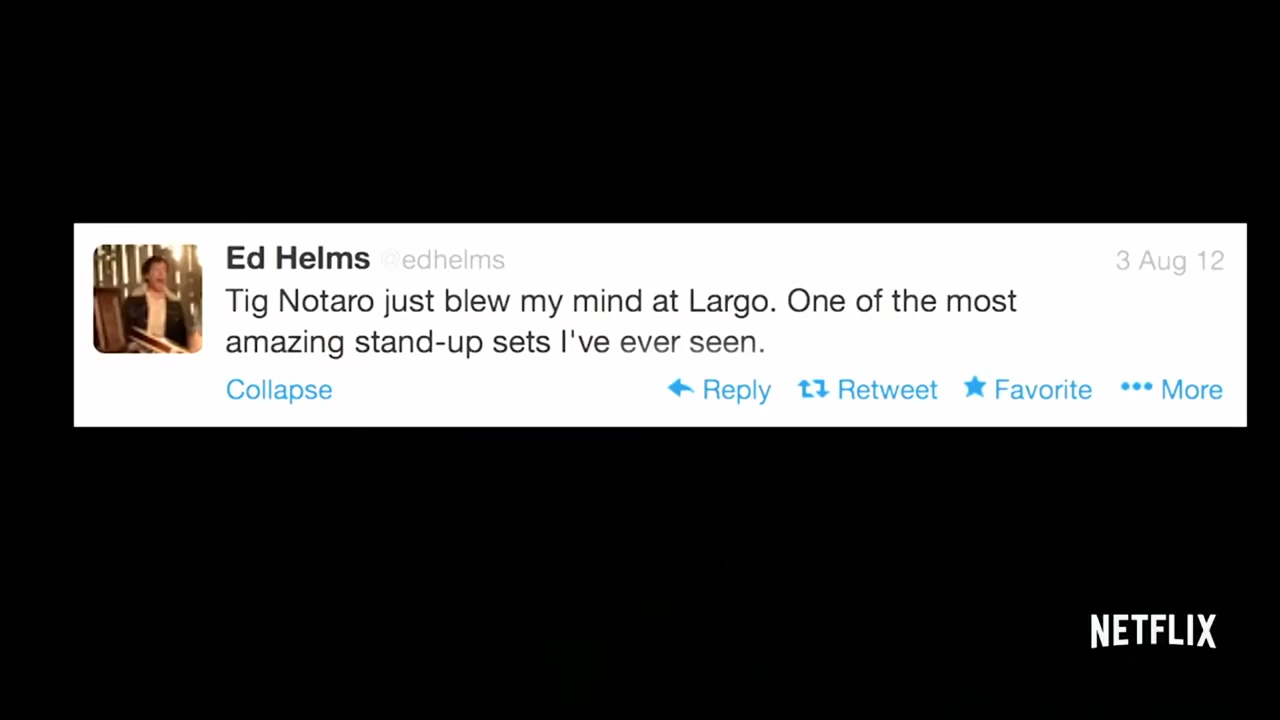 Ed Helms @edhelms 3 Aug 12
Tig Notaro just blew my mind at Largo. One of the most
amazing stand-up sets I've ever seen.
Collapse Reply Retweet Favorite More
NETFLIX